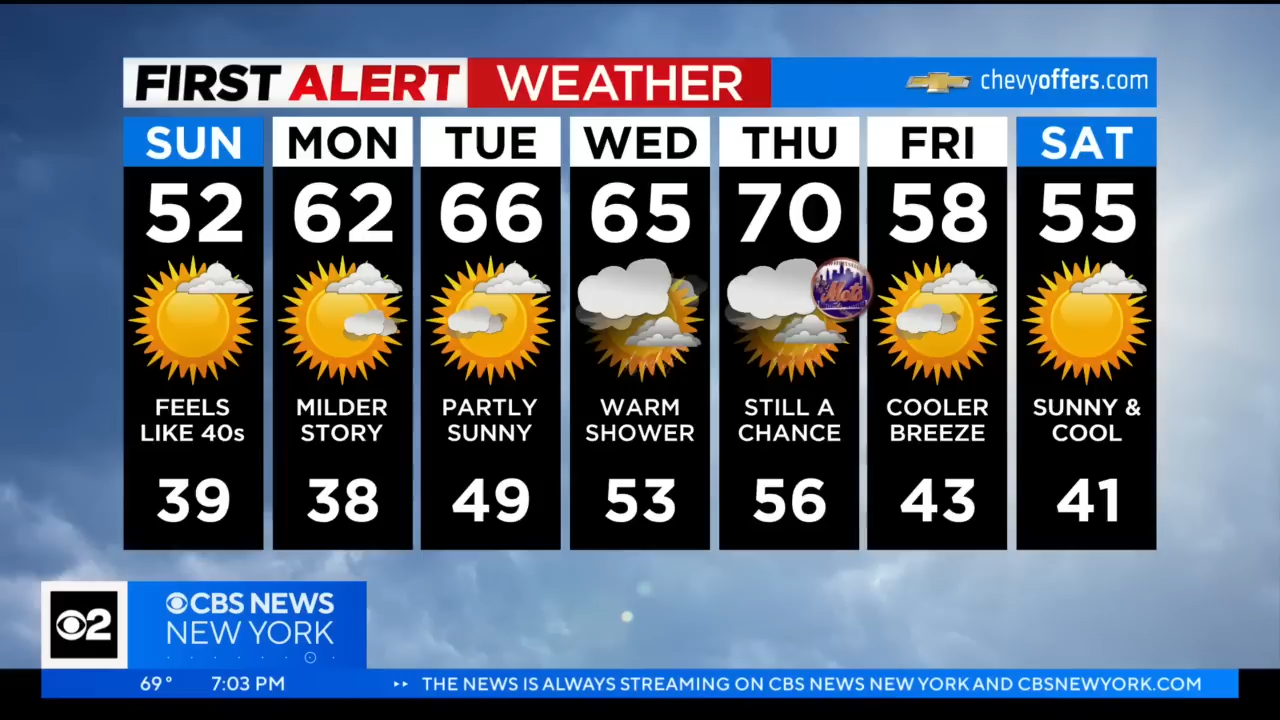 FIRST ALERT WEATHER
chevyoffers.com
SUN MON TUE WED THU FRI SAT
52 62 66 65 70 58 55
Mets
FEELS LIKE 40s
MILDER STORY
PARTLY SUNNY
WARM SHOWER
STILL A CHANCE
COOLER BREEZE
SUNNY & COOL
39 38 49 53 56 43 41
2 CBS NEWS
NEW YORK
69° 7:03 PM THE NEWS IS ALWAYS STREAMING ON CBS NEWS NEW YORK AND CBSNEWYORK.COM